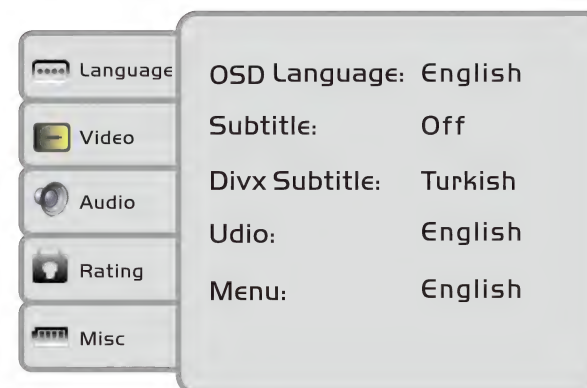 Language
Video
Audio
Rating
Misc
OSD Language: English
Subtitle: Off
Divx Subtitle: Turkish
Udio: English
Menu: English